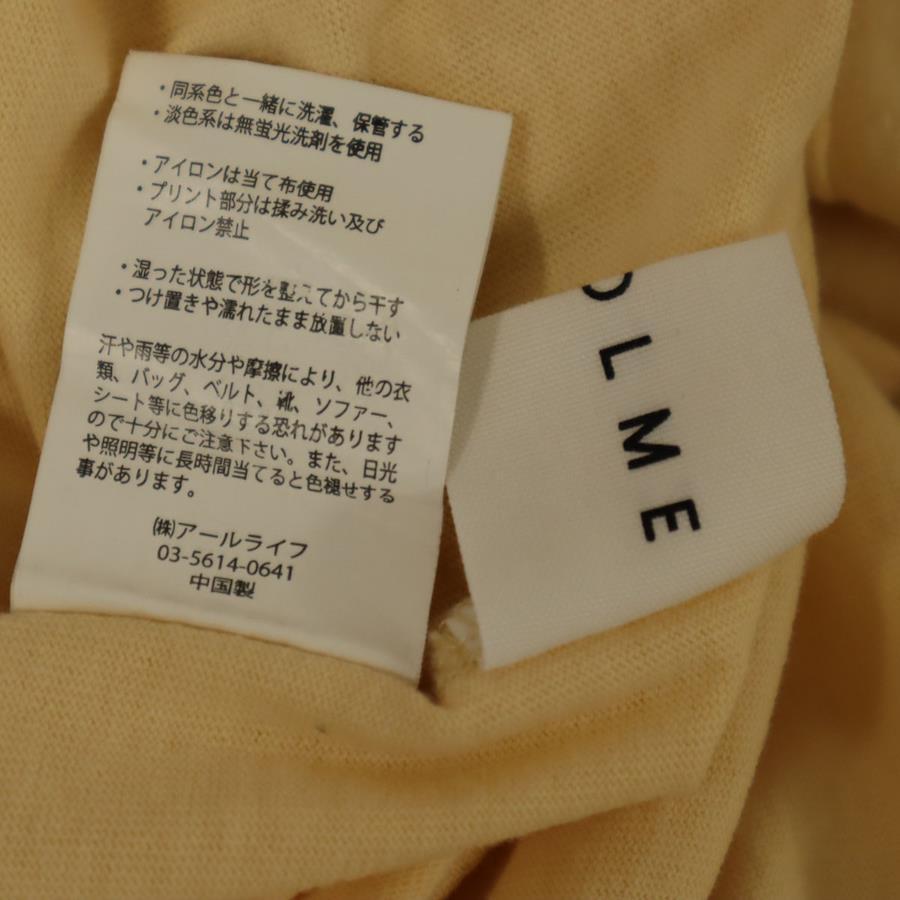 ・同系色と一緒に洗濯、保管する
・淡色系は無蛍光洗剤を使用
・アイロンは当て布使用
・プリント部分は揉み洗い及び
アイロン禁止
・湿った状態で形を整えてから干す
・つけ置きや濡れたまま放置しない
汗や雨等の水分や摩擦により、他の衣
類、バッグ、ベルト、靴、ソファー、
シート等に色移りする恐れがあります
ので十分にご注意下さい。また、日光
や照明等に長時間当てると色褪せする
事があります。
㈱アールライフ
03-5614-0641
中国製
OLME